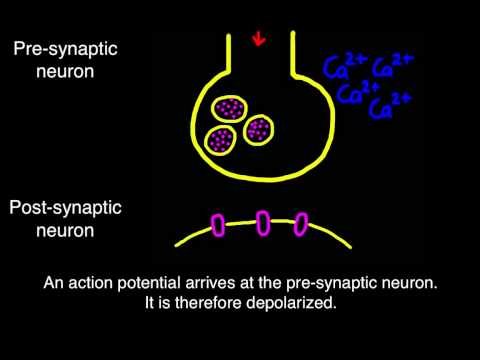 Pre-synaptic
neuron
Ca2+ Ca2+
Ca2+ Ca2+
Post-synaptic
neuron
An action potential arrives at the pre-synaptic neuron.
It is therefore depolarized.